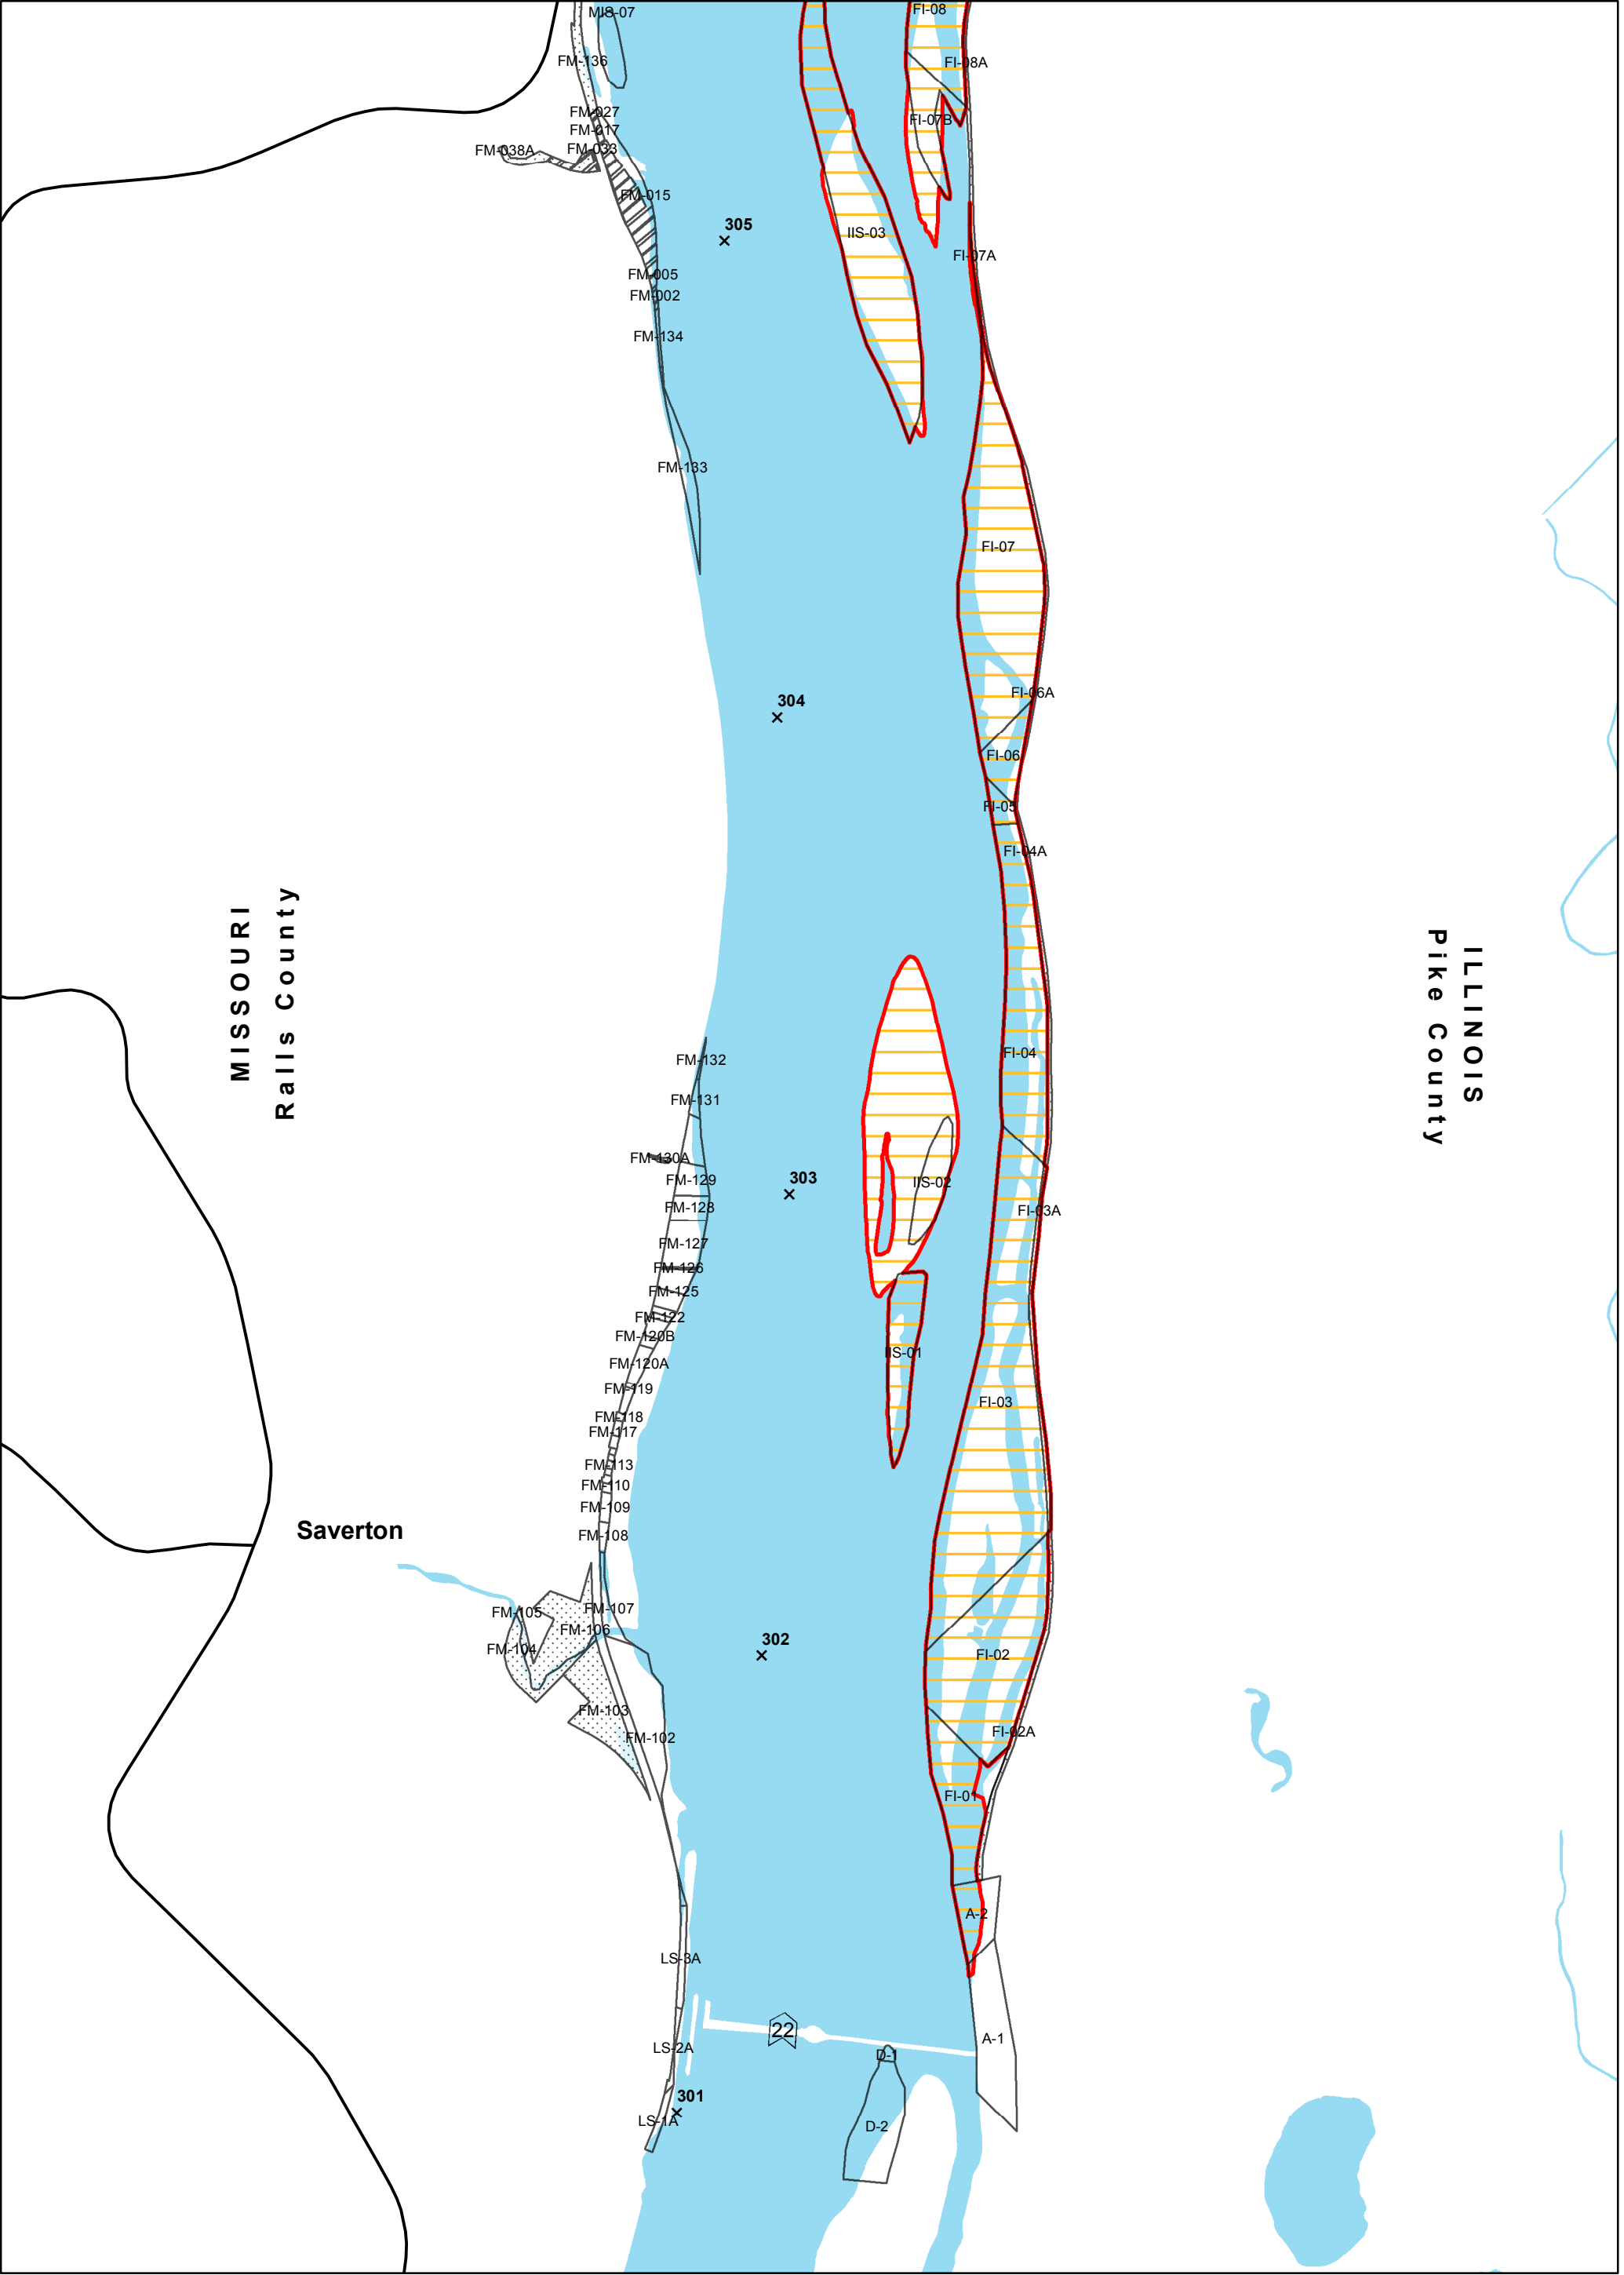 MIS-07
FI-08
FM-136
FI-08A
FM-027
FI-07B
FM-017
FM-033
FM-038A
FM-015
305
IIS-03
FI-07A
FM-005
FM-002
FM-134
FM-133
FI-07
FI-06A
304
FI-06
FI-05
FI-04A
MISSOURI
Ralls County
ILLINOIS
Pike County
FI-04
FM-132
FM-131
FM-130A
FM-129
303
IIS-02
FM-128
FI-03A
FM-127
FM-126
FM-125
FM-122
FM-120B
IIS-01
FM-120A
FM-119
FI-03
FM-118
FM-117
FM-113
FM-110
FM-109
Saverton
FM-108
FM-107
FM-105
FM-106
302
FM-104
FI-02
FM-103
FI-02A
FM-102
FI-01
A-2
LS-3A
22
A-1
LS-2A
D-1
301
LS-1A
D-2